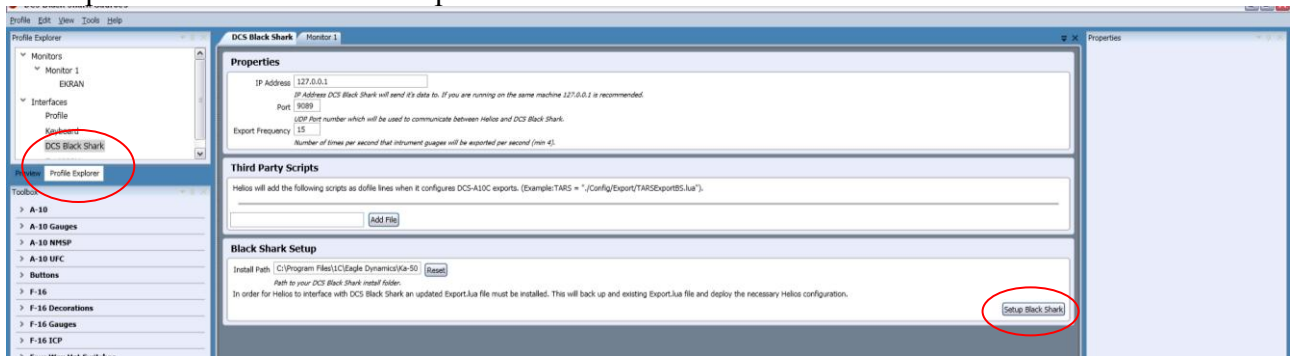 Profile Edit View Tools Help
Profile Explorer
Monitors
Monitor 1
EKRAN
Interfaces
Profile
Keyboard
DCS Black Shark
Preview Profile Explorer
Toolbox
A-10
A-10 Gauges
A-10 NMSP
A-10 UFC
Buttons
F-16
F-16 Decorations
F-16 Gauges
F-16 ICP
DCS Black Shark Monitor 1
Properties
IP Address 127.0.0.1
IP Address DCS Black Shark will send it's data to. If you are running on the same machine 127.0.0.1 is recommended.
Port 9089
UDP Port number which will be used to communicate between Helios and DCS Black Shark.
Export Frequency 15
Number of times per second that intrument guages will be exported per second (min 4).
Third Party Scripts
Helios will add the following scripts as dofile lines when it configures DCS-A10C exports. (Example:TARS = "./Config/Export/TARSExportBS.lua").
Add File
Black Shark Setup
Install Path C:\Program Files\1C\Eagle Dynamics\Ka-50 Reset
Path to your DCS Black Shark install folder.
In order for Helios to interface with DCS Black Shark an updated Export.lua file must be installed. This will back up and existing Export.lua file and deploy the necessary Helios configuration.
Setup Black Shark
Properties